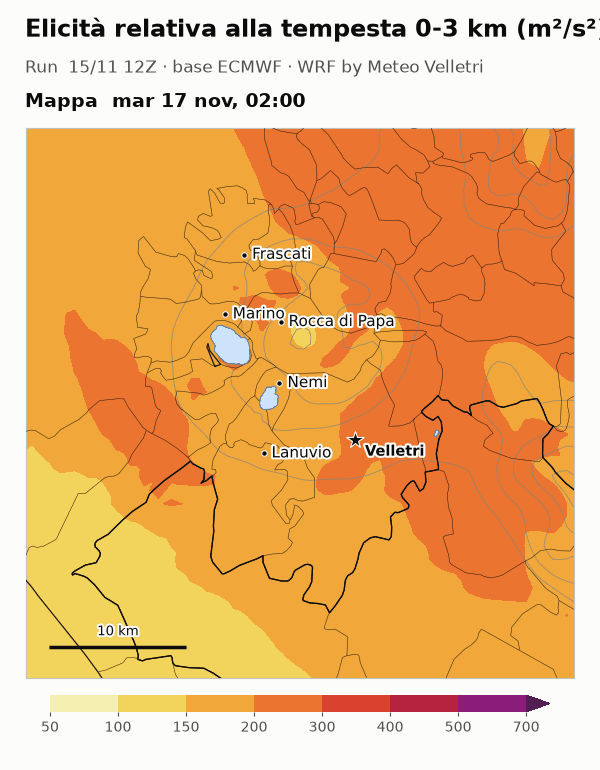 Elicità relativa alla tempesta 0-3 km (m²/s²)
Run  15/11 12Z · base ECMWF · WRF by Meteo Velletri
Mappa  mar 17 nov, 02:00
Frascati
Marino
Rocca di Papa
Nemi
Velletri
Lanuvio
10 km
50 100 150 200 300 400 500 700